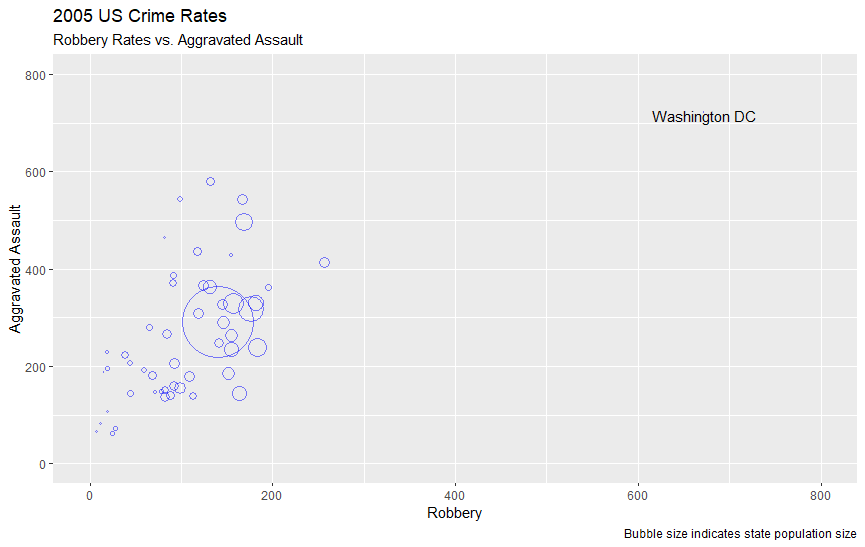 2005 US Crime Rates
Robbery Rates vs. Aggravated Assault
800
Washington DC
600
Aggravated Assault
400
200
0
0 200 400 600 800
Robbery
Bubble size indicates state population size